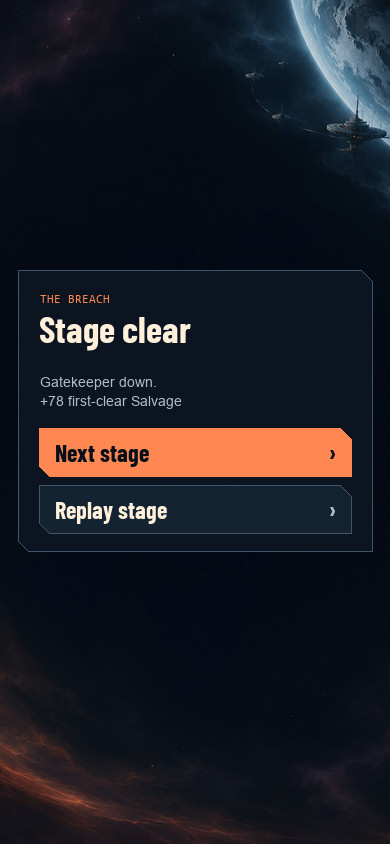 THE BREACH
Stage clear
Gatekeeper down.
+78 first-clear Salvage
Next stage ›
Replay stage ›